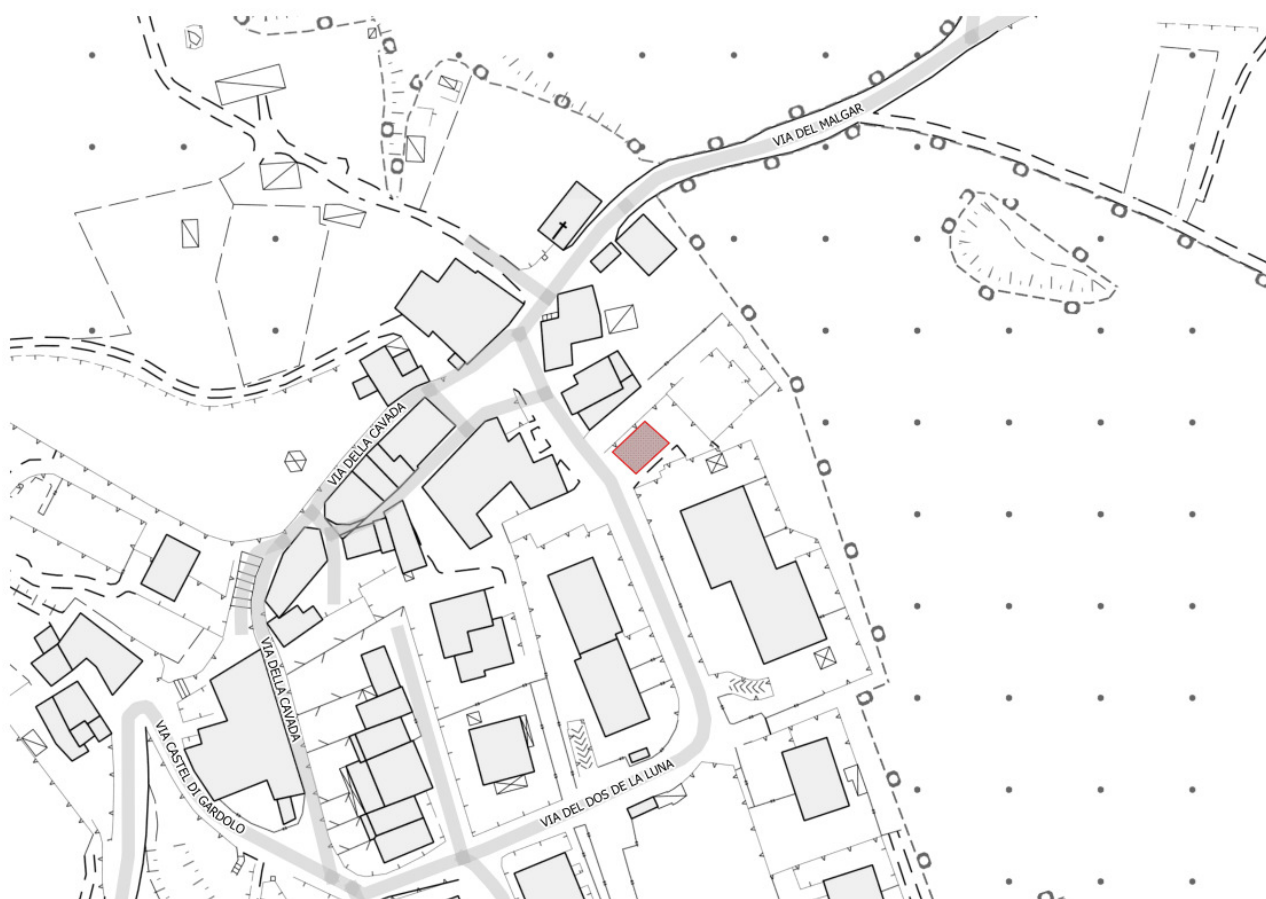 VIA DEL MALGAR
VIA DELLA CAVADA
VIA DELLA CAVADA
VIA CASTEL DI GARDOLO
VIA DEL DOS DE LA LUNA